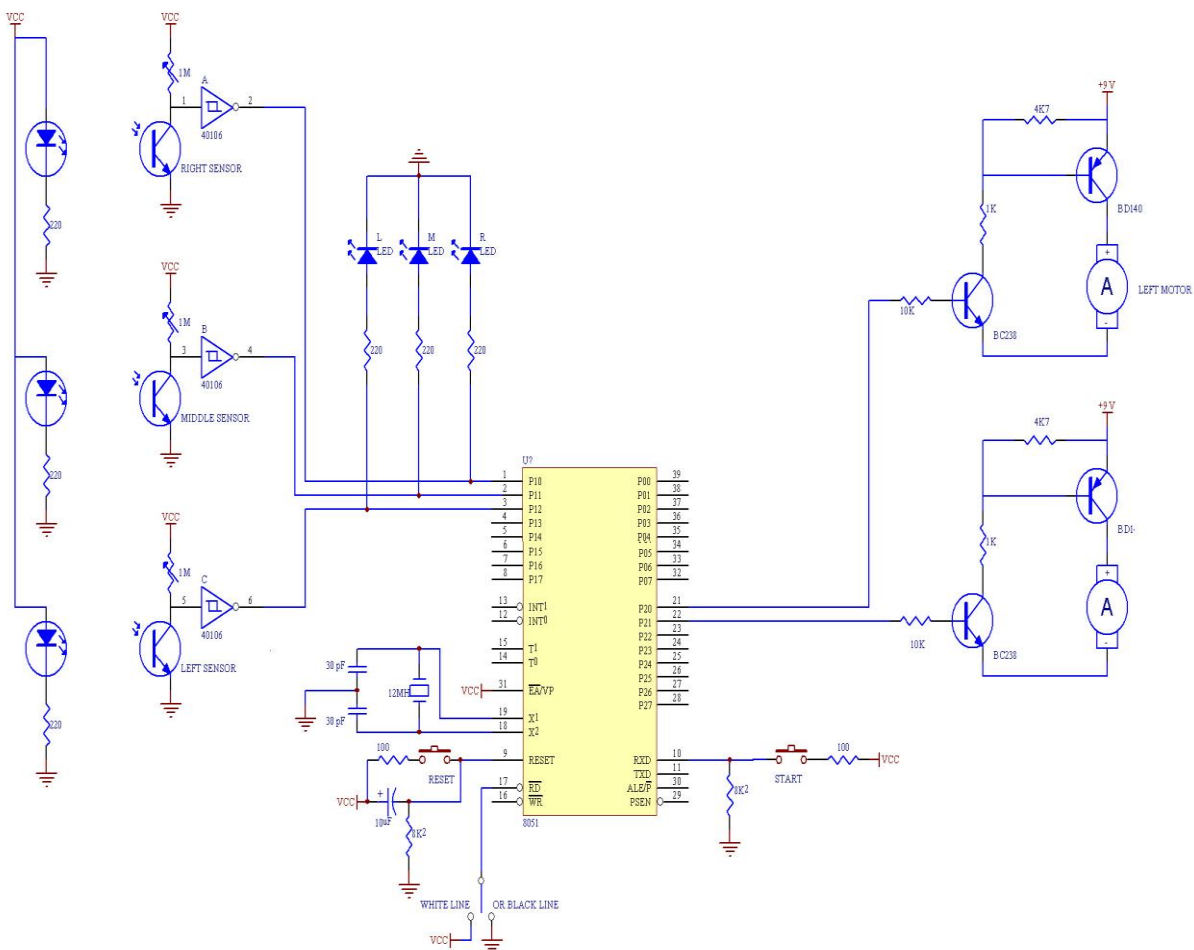 VCC
220
VCC
1M
A
1
2
40106
RIGHT SENSOR
220
VCC
1M
B
3
4
40106
MIDDLE SENSOR
220
VCC
1M
C
5
6
40106
LEFT SENSOR
L
LED
M
LED
R
LED
220
220
220
U?
1 P10
2 P11
3 P12
4 P13
5 P14
6 P15
7 P16
8 P17
13 INT1
12 INT0
15 T1
14 T0
VCC 31 EA/VP
19 X1
18 X2
9 RESET
17 RD
16 WR
8051
P00 39
P01 38
P02 37
P03 36
P04 35
P05 34
P06 33
P07 32
P20 21
P21 22
P22 23
P23 24
P24 25
P25 26
P26 27
P27 28
RXD 10
TXD 11
ALE/P 30
PSEN 29
30 pF
12MH
30 pF
100
RESET
VCC
+
10uF
8K2
WHITE LINE
OR BLACK LINE
VCC
START
100
VCC
8K2
+9V
4K7
1K
BD140
10K
BC238
+
A
-
LEFT MOTOR
+9V
4K7
1K
BD1
10K
BC238
+
A
-